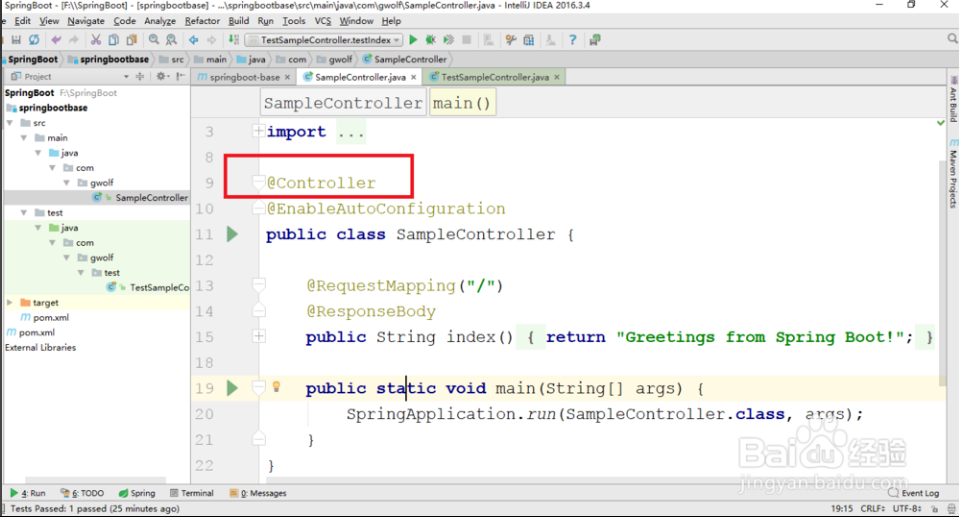 SpringBoot - [F:\\SpringBoot] - [springbootbase] - ...\springbootbase\src\main\java\com\gwolf\SampleController.java - IntelliJ IDEA 2016.3.4
Edit View Navigate Code Analyze Refactor Build Run Tools VCS Window Help
TestSampleController.testIndex
SpringBoot springbootbase src main java com gwolf SampleController
Project
springboot-base × SampleController.java × TestSampleController.java ×
SpringBoot F:\SpringBoot
springbootbase
src
main
java
com
gwolf
SampleController
test
java
com
gwolf
test
TestSampleCo
target
pom.xml
pom.xml
External Libraries
SampleController main()
3 import ...
8
9 @Controller
10 @EnableAutoConfiguration
11 public class SampleController {
12
13 @RequestMapping("/")
14 @ResponseBody
15 public String index() { return "Greetings from Spring Boot!"; }
18
19 public static void main(String[] args) {
20 SpringApplication.run(SampleController.class, args);
21 }
22 }
Ant Build
Maven Projects
Baidu 经验
jingyan.baidu.com
4: Run 6: TODO Spring Terminal 0: Messages Event Log
Tests Passed: 1 passed (25 minutes ago) 19:15 CRLF÷ UTF-8÷